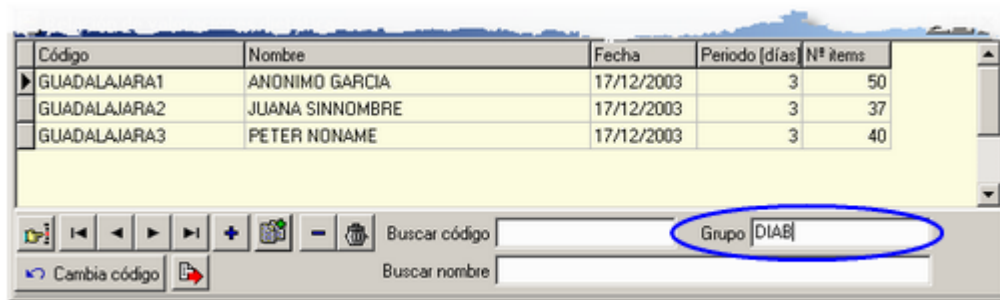 Código Nombre Fecha Periodo [días] Nº items
GUADALAJARA1 ANONIMO GARCIA 17/12/2003 3 50
GUADALAJARA2 JUANA SINNOMBRE 17/12/2003 3 37
GUADALAJARA3 PETER NONAME 17/12/2003 3 40
Buscar código Grupo DIAB
Cambia código Buscar nombre